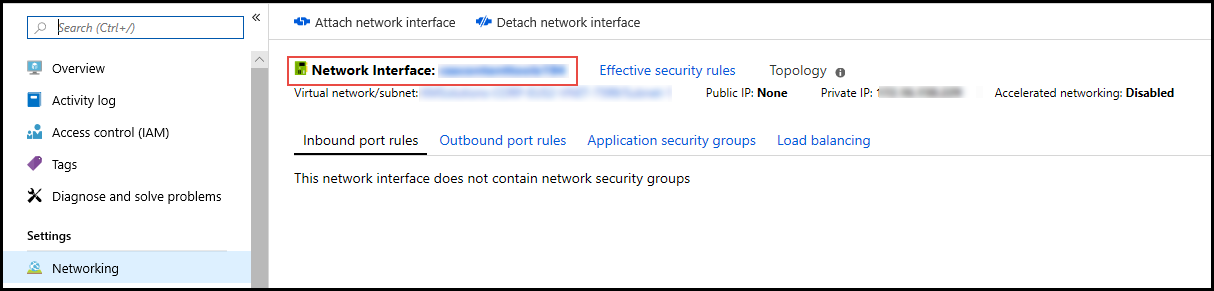 Search (Ctrl+/)
«
Overview
Activity log
Access control (IAM)
Tags
Diagnose and solve problems
Settings
Networking
Attach network interface Detach network interface
Network Interface: Effective security rules Topology
Virtual network/subnet: Public IP: None Private IP: Accelerated networking: Disabled
Inbound port rules Outbound port rules Application security groups Load balancing
This network interface does not contain network security groups